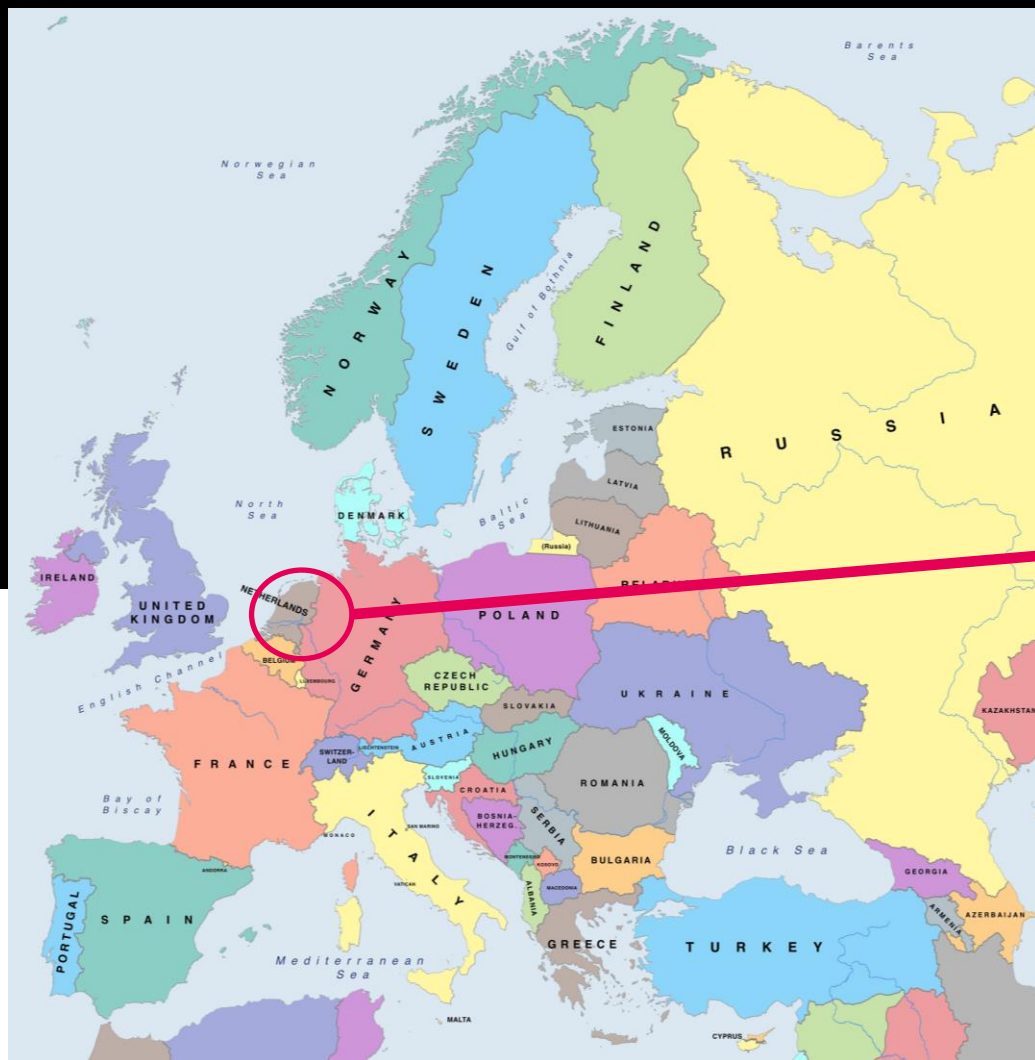 Barents
Sea
Norwegian
Sea
NORWAY
SWEDEN
FINLAND
Gulf of Bothnia
RUSSIA
ESTONIA
LATVIA
LITHUANIA
(Russia)
North
Sea
DENMARK
Baltic
Sea
IRELAND
UNITED
KINGDOM
NETHERLANDS
BELGIUM
LUXEMBOURG
GERMANY
POLAND
English Channel
CZECH
REPUBLIC
SLOVAKIA
UKRAINE
KAZAKHSTAN
MOLDOVA
FRANCE
SWITZER-
LAND
LIECHTENSTEIN
AUSTRIA
HUNGARY
ROMANIA
SLOVENIA
CROATIA
BOSNIA-
HERZEG.
SERBIA
Bay of
Biscay
MONACO
SAN MARINO
ITALY
VATICAN
MONTENEGRO
KOSOVO
BULGARIA
Black Sea
GEORGIA
ARMENIA
AZERBAIJAN
ANDORRA
PORTUGAL
SPAIN
ALBANIA
MACEDONIA
GREECE
TURKEY
Mediterranean
Sea
MALTA
CYPRUS